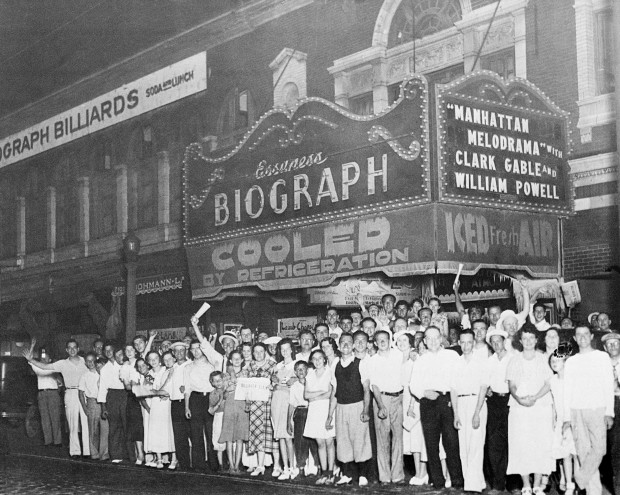 OGRAPH BILLIARDS SODA AND LUNCH
Essaness
BIOGRAPH
COOLED
BY REFRIGERATION
"MANHATTAN
MELODRAMA" WITH
CLARK GABLE AND
WILLIAM POWELL
ICED Fresh AIR